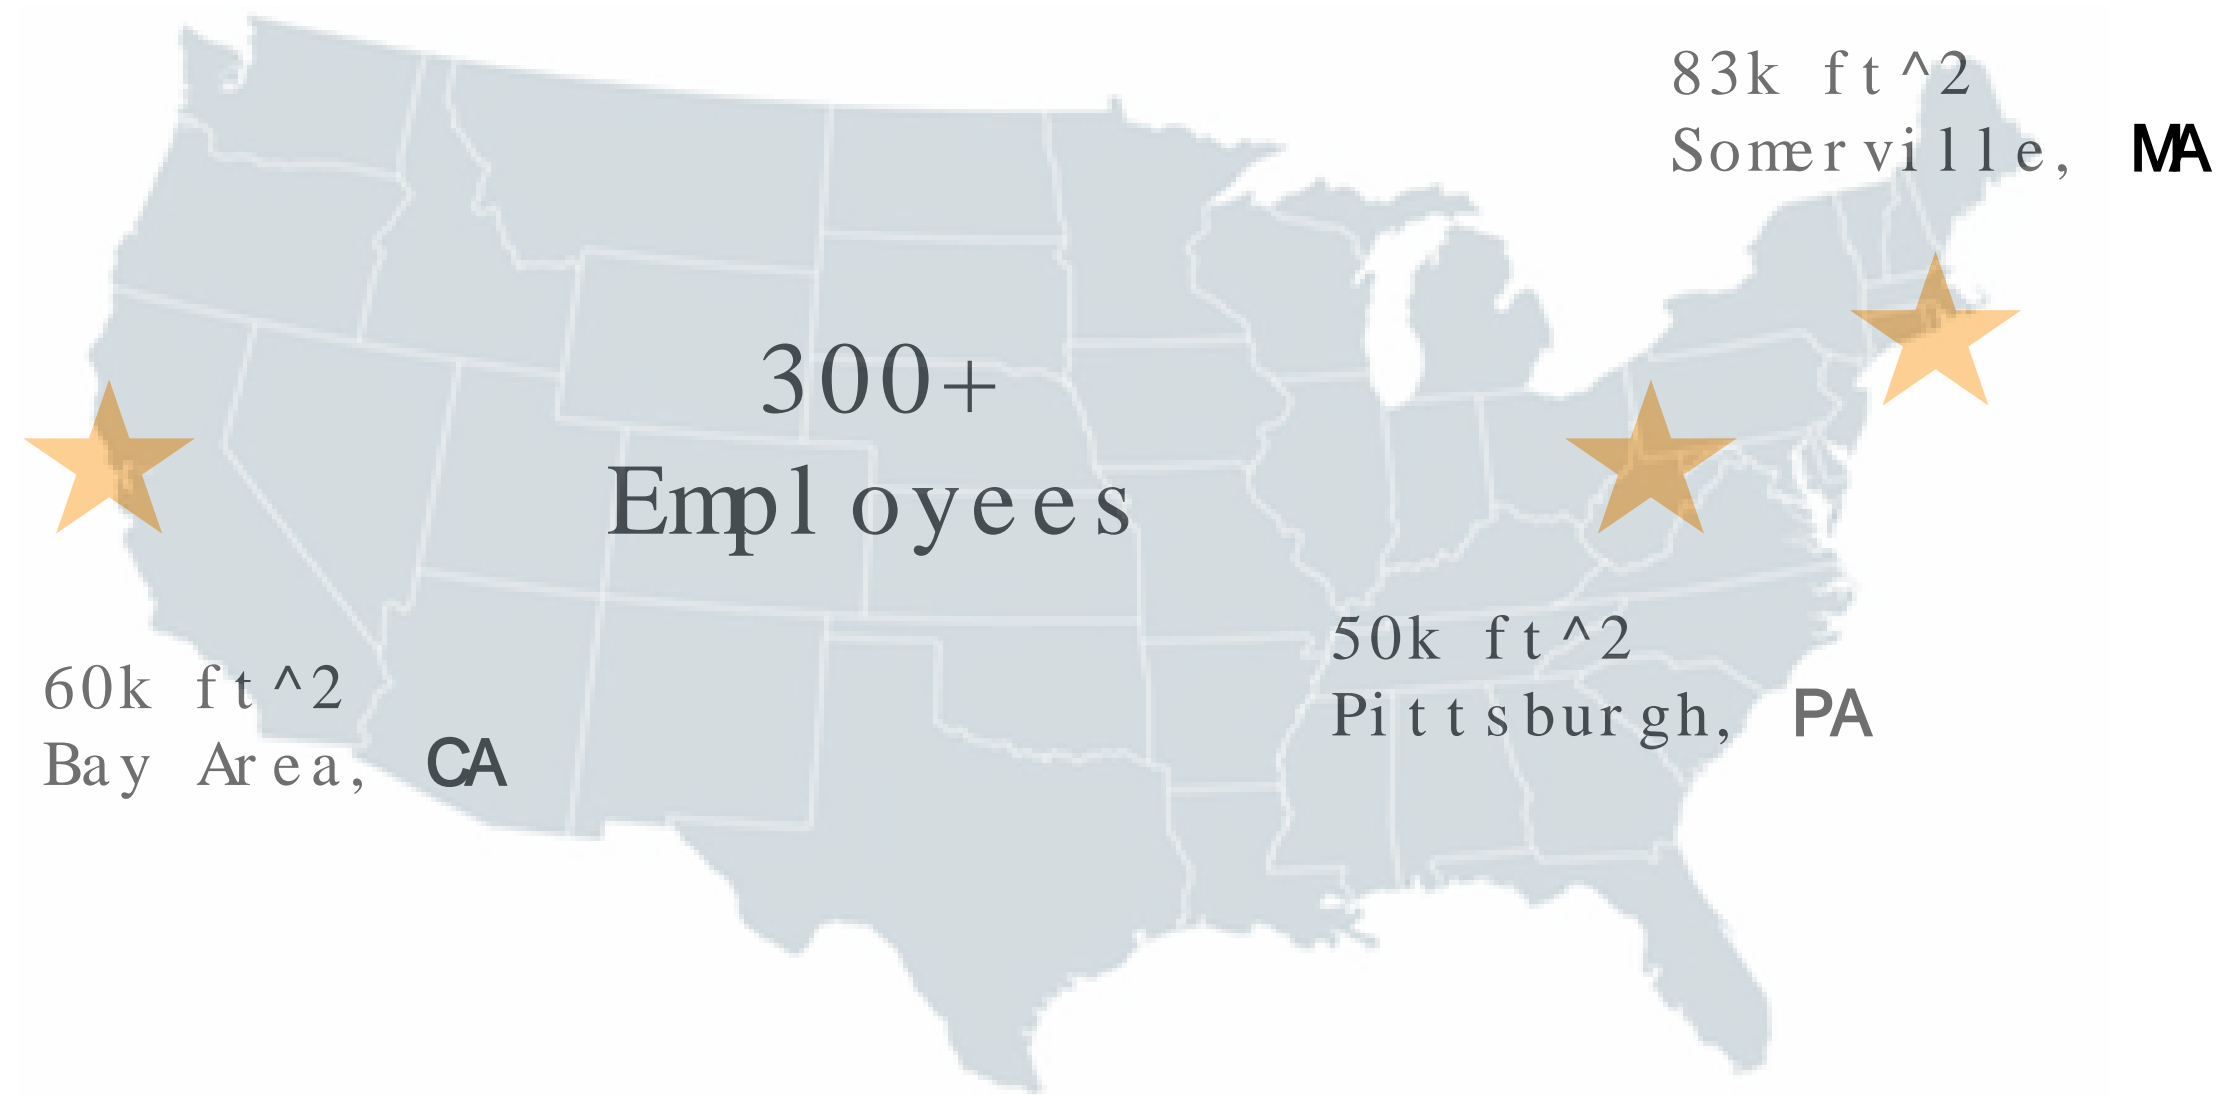 83k ft^2
Somerville, MA
300+
Employees
50k ft^2
Pittsburgh, PA
60k ft^2
Bay Area, CA